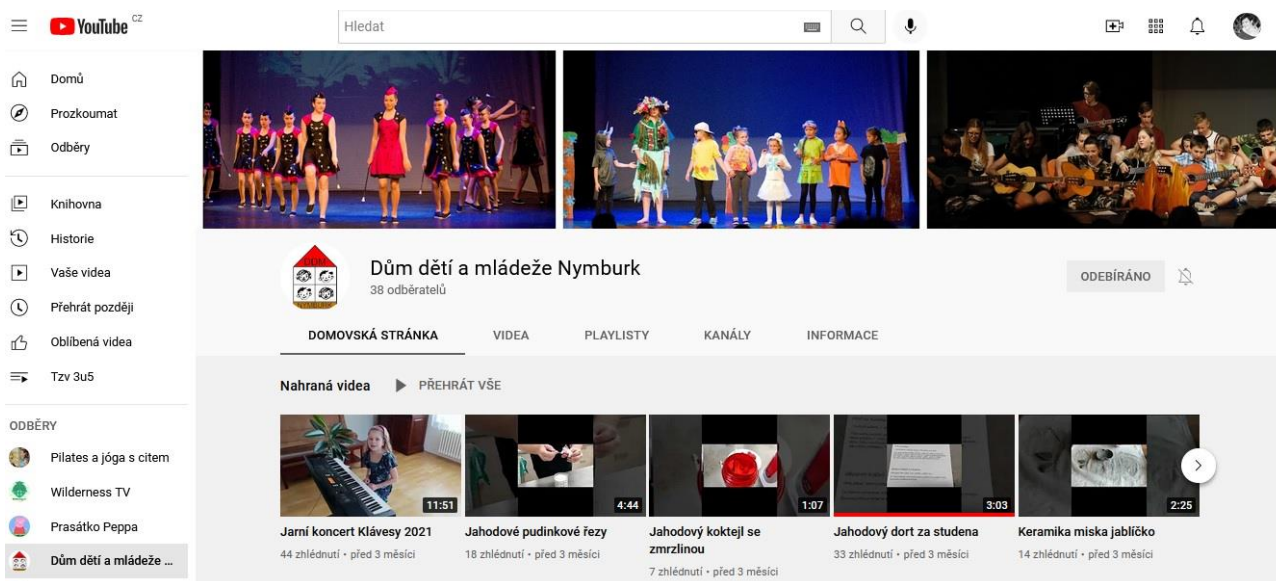 YouTube CZ
Hledat
Domů
Prozkoumat
Odběry
Knihovna
Historie
Vaše videa
Přehrát později
Oblíbená videa
Tzv 3u5
ODBĚRY
Pilates a jóga s citem
Wilderness TV
Prasátko Peppa
Dům dětí a mládeže ...
DDM
NYMBURK
Dům dětí a mládeže Nymburk
38 odběratelů
ODEBÍRÁNO
DOMOVSKÁ STRÁNKA VIDEA PLAYLISTY KANÁLY INFORMACE
Nahraná videa PŘEHRÁT VŠE
11:51
Jarní koncert Klávesy 2021
44 zhlédnutí • před 3 měsíci
4:44
Jahodové pudinkové řezy
18 zhlédnutí • před 3 měsíci
1:07
Jahodový koktejl se
zmrzlinou
7 zhlédnutí • před 3 měsíci
3:03
Jahodový dort za studena
33 zhlédnutí • před 3 měsíci
2:25
Keramika miska jablíčko
14 zhlédnutí • před 3 měsíci